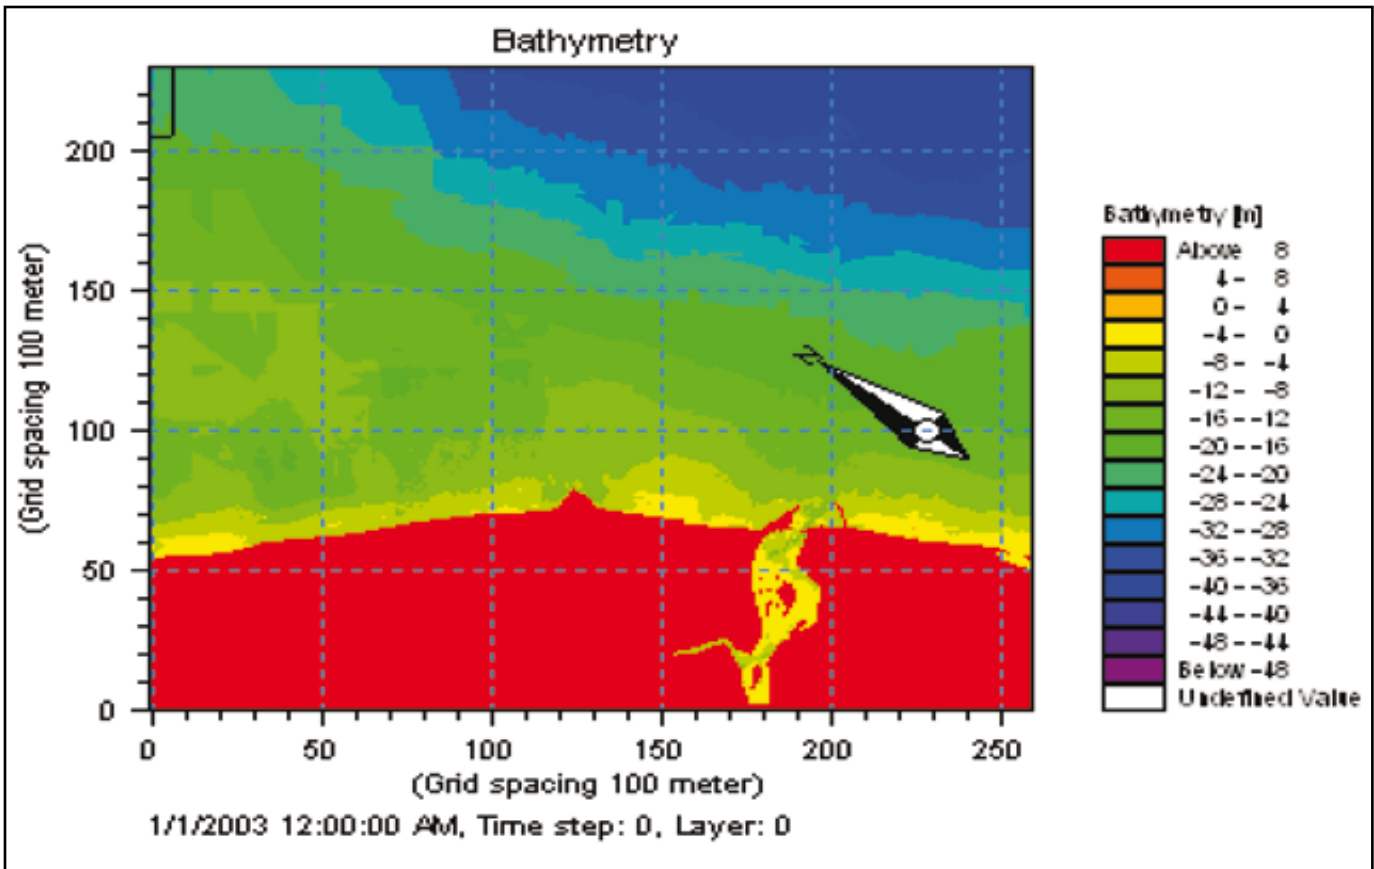 Bathymetry
200
150
100
50
0
(Grid spacing 100 meter)
N
0 50 100 150 200 250
(Grid spacing 100 meter)
1/1/2003 12:00:00 AM, Time step: 0, Layer: 0
Bathymetry [m]
Above 8
4 - 8
0 - 4
-4 - 0
-8 - -4
-12 - -8
-16 - -12
-20 - -16
-24 - -20
-28 - -24
-32 - -28
-36 - -32
-40 - -36
-44 - -40
-48 - -44
Below -48
Undefined Value